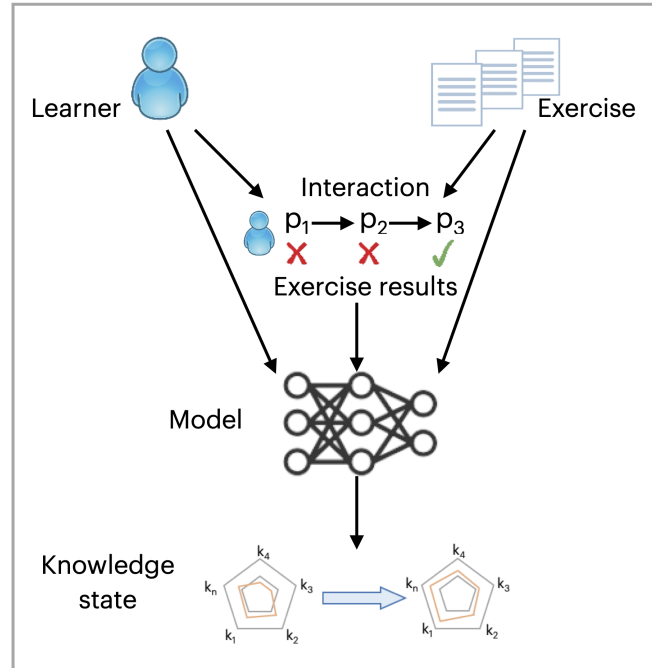 Learner
Exercise
Interaction
p1 p2 p3
Exercise results
Model
Knowledge
state
k4 k4
kn k3 kn k3
k1 k2 k1 k2